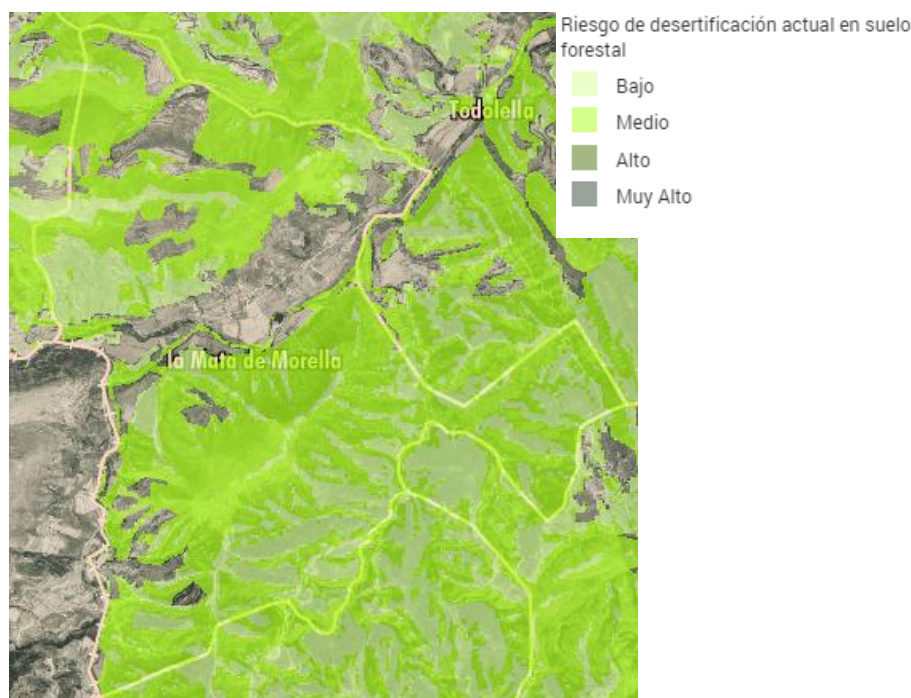 Riesgo de desertificación actual en suelo
forestal
Bajo
Medio
Alto
Muy Alto
Todolella
la Mata de Morella